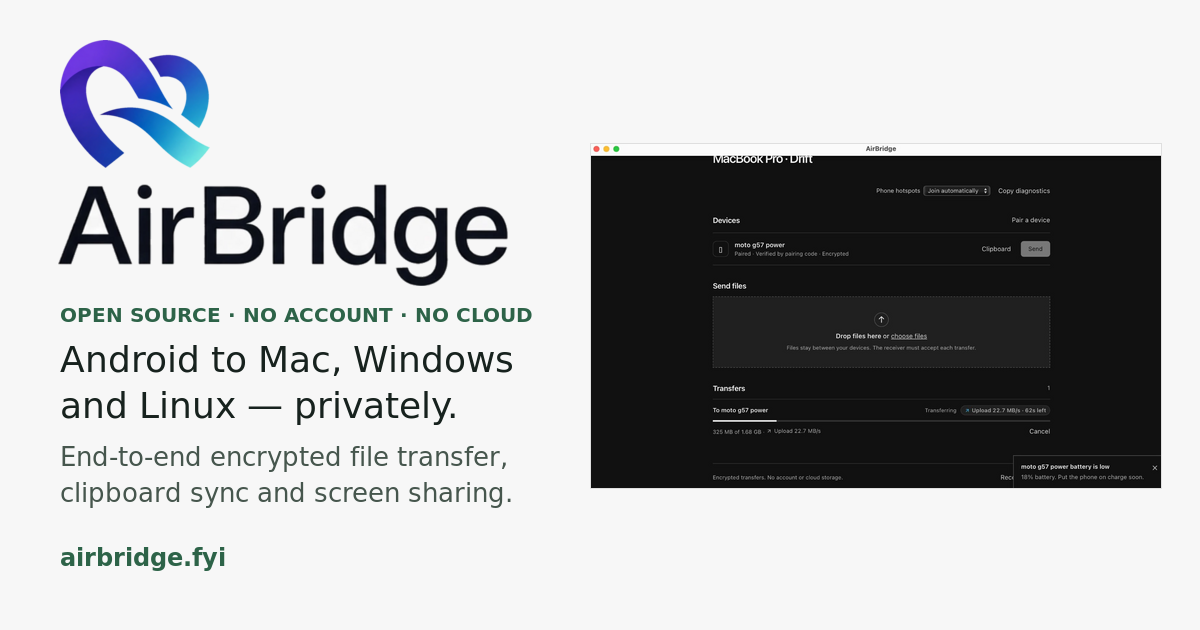 AirBridge
OPEN SOURCE · NO ACCOUNT · NO CLOUD
Android to Mac, Windows
and Linux — privately.
End-to-end encrypted file transfer,
clipboard sync and screen sharing.
airbridge.fyi
AirBridge
MacBook Pro · Drift
Phone hotspots Join automatically Copy diagnostics
Devices Pair a device
moto g57 power
Paired · Verified by pairing code · Encrypted
Clipboard Send
Send files
Drop files here or choose files
Files stay between your devices. The receiver must accept each transfer.
Transfers 1
To moto g57 power Transferring ↗ Upload 22.7 MB/s · 62s left
325 MB of 1.68 GB ↗ Upload 22.7 MB/s Cancel
Encrypted transfers. No account or cloud storage.
moto g57 power battery is low
18% battery. Put the phone on charge soon.